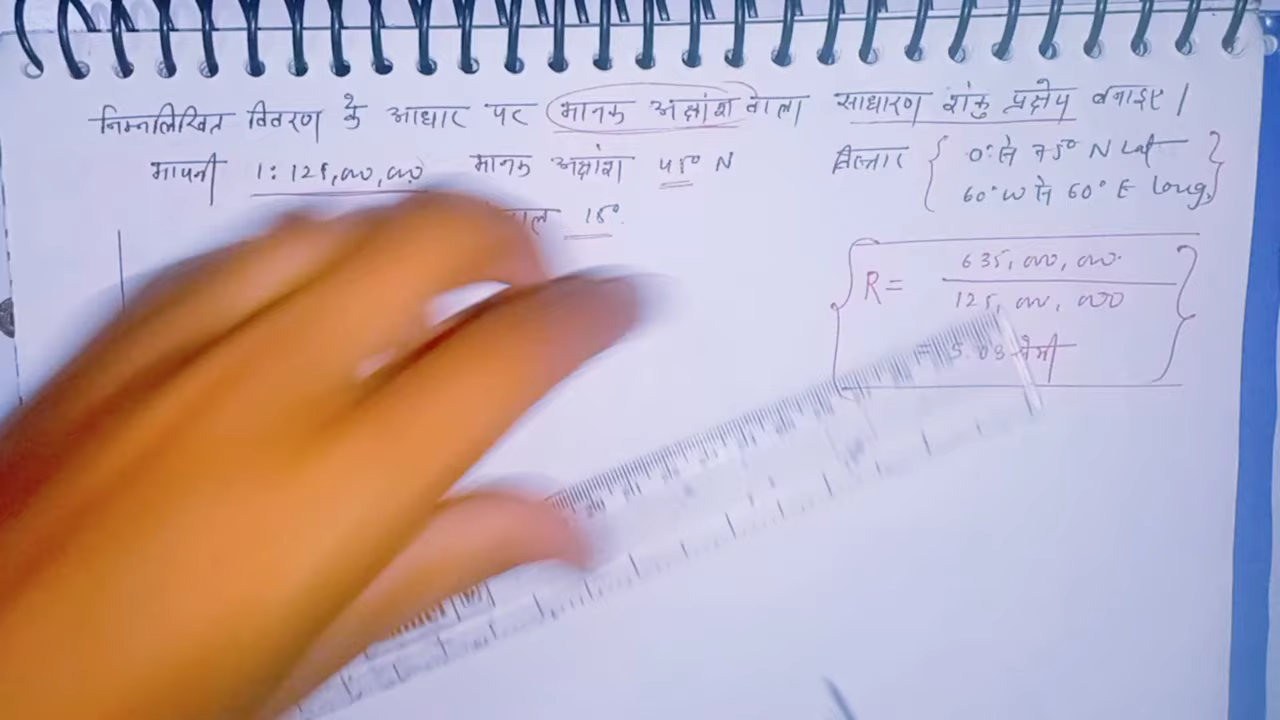 निम्नलिखित विवरण के आधार पर मानक अक्षांश वाला साधारण शंकु प्रक्षेप बनाइए |
मापनी 1: 125,000,000 मानक अक्षांश 45° N विस्तार { 0° से 75° N Lat }
60° W से 60° E Long.
15°.
R = 635,000,000.
125,000,000
= 5.08 सेमी